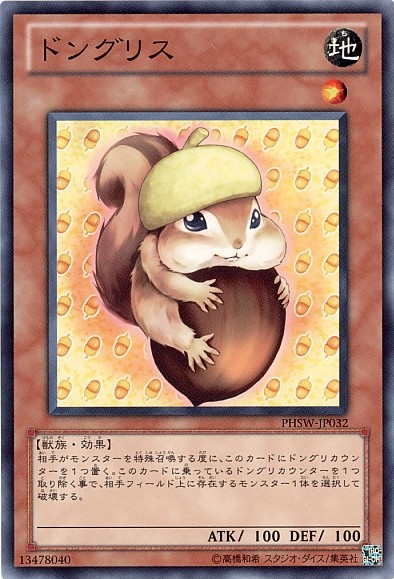 ドングリス
地
PHSW-JP032
【獣族・効果】
相手がモンスターを特殊召喚する度に、このカードにドングリカウン
ターを1つ置く。このカードに乗っているドングリカウンターを1つ
取り除く事で、相手フィールド上に存在するモンスター1体を選択して
破壊する。
ATK/ 100 DEF/ 100
13478040
©高橋和希 スタジオ・ダイス/集英社